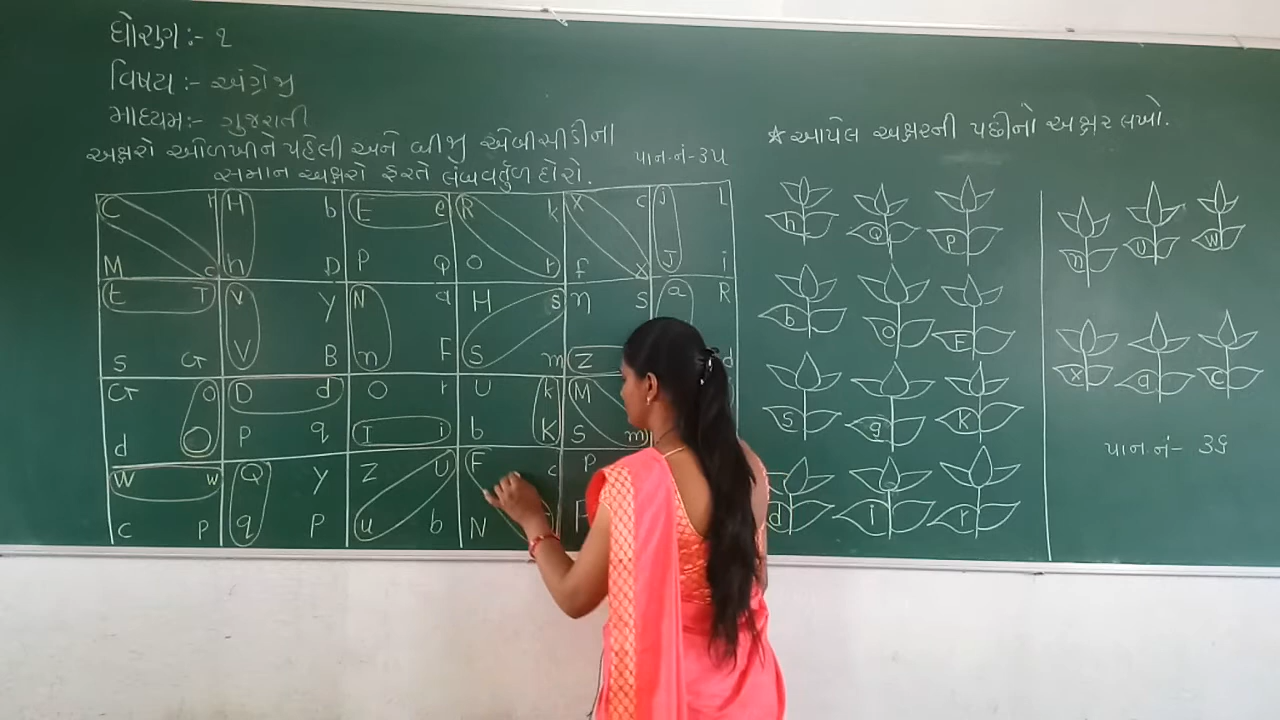 ધોરણ:- ૧
વિષય:- અંગ્રેજી
માધ્યમ:- ગુજરાતી
અક્ષરો ઓળખીને પહેલી અને બીજી એબીસીડીના
સમાન અક્ષરો ફરતે લંબવર્તુળ દોરો. પાન.નં-૩૫
C r H b E e R k X c j L
M c h D P Q O r f x J i
t T v Y N a H s n s a R
S G V B n F S m Z d
G O D d O r U k M
d o P q I i b K S m
W w Q Y Z U F c P
C P q P u b N
★ આપેલ અક્ષરની પછીનો અક્ષર લખો.
h Q P
b O F
S g K
d i r
n U W
X q C
પાન.નં- ૩૬